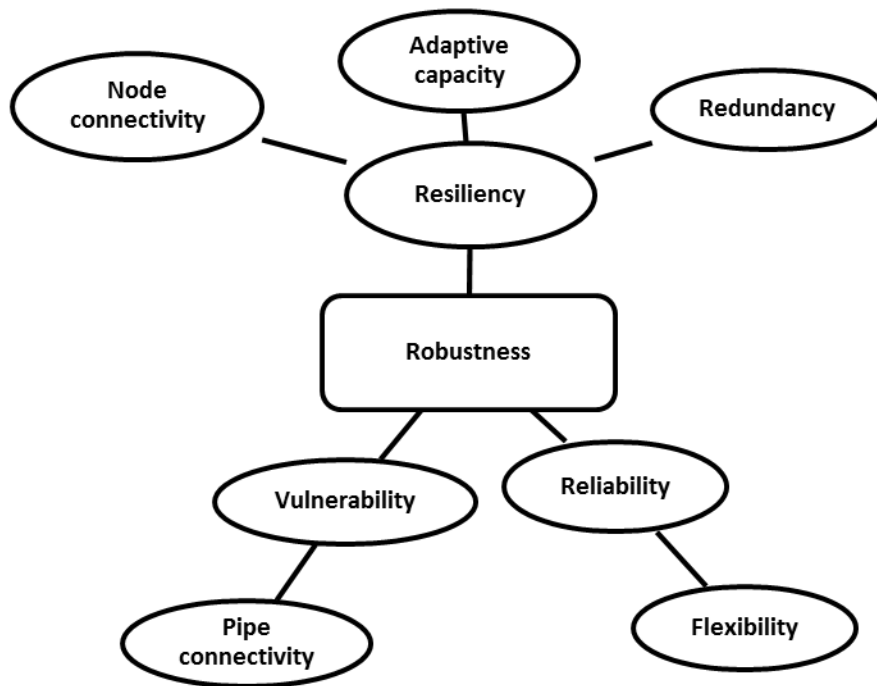 Adaptive
capacity
Node
connectivity
Redundancy
Resiliency
Robustness
Vulnerability
Reliability
Pipe
connectivity
Flexibility